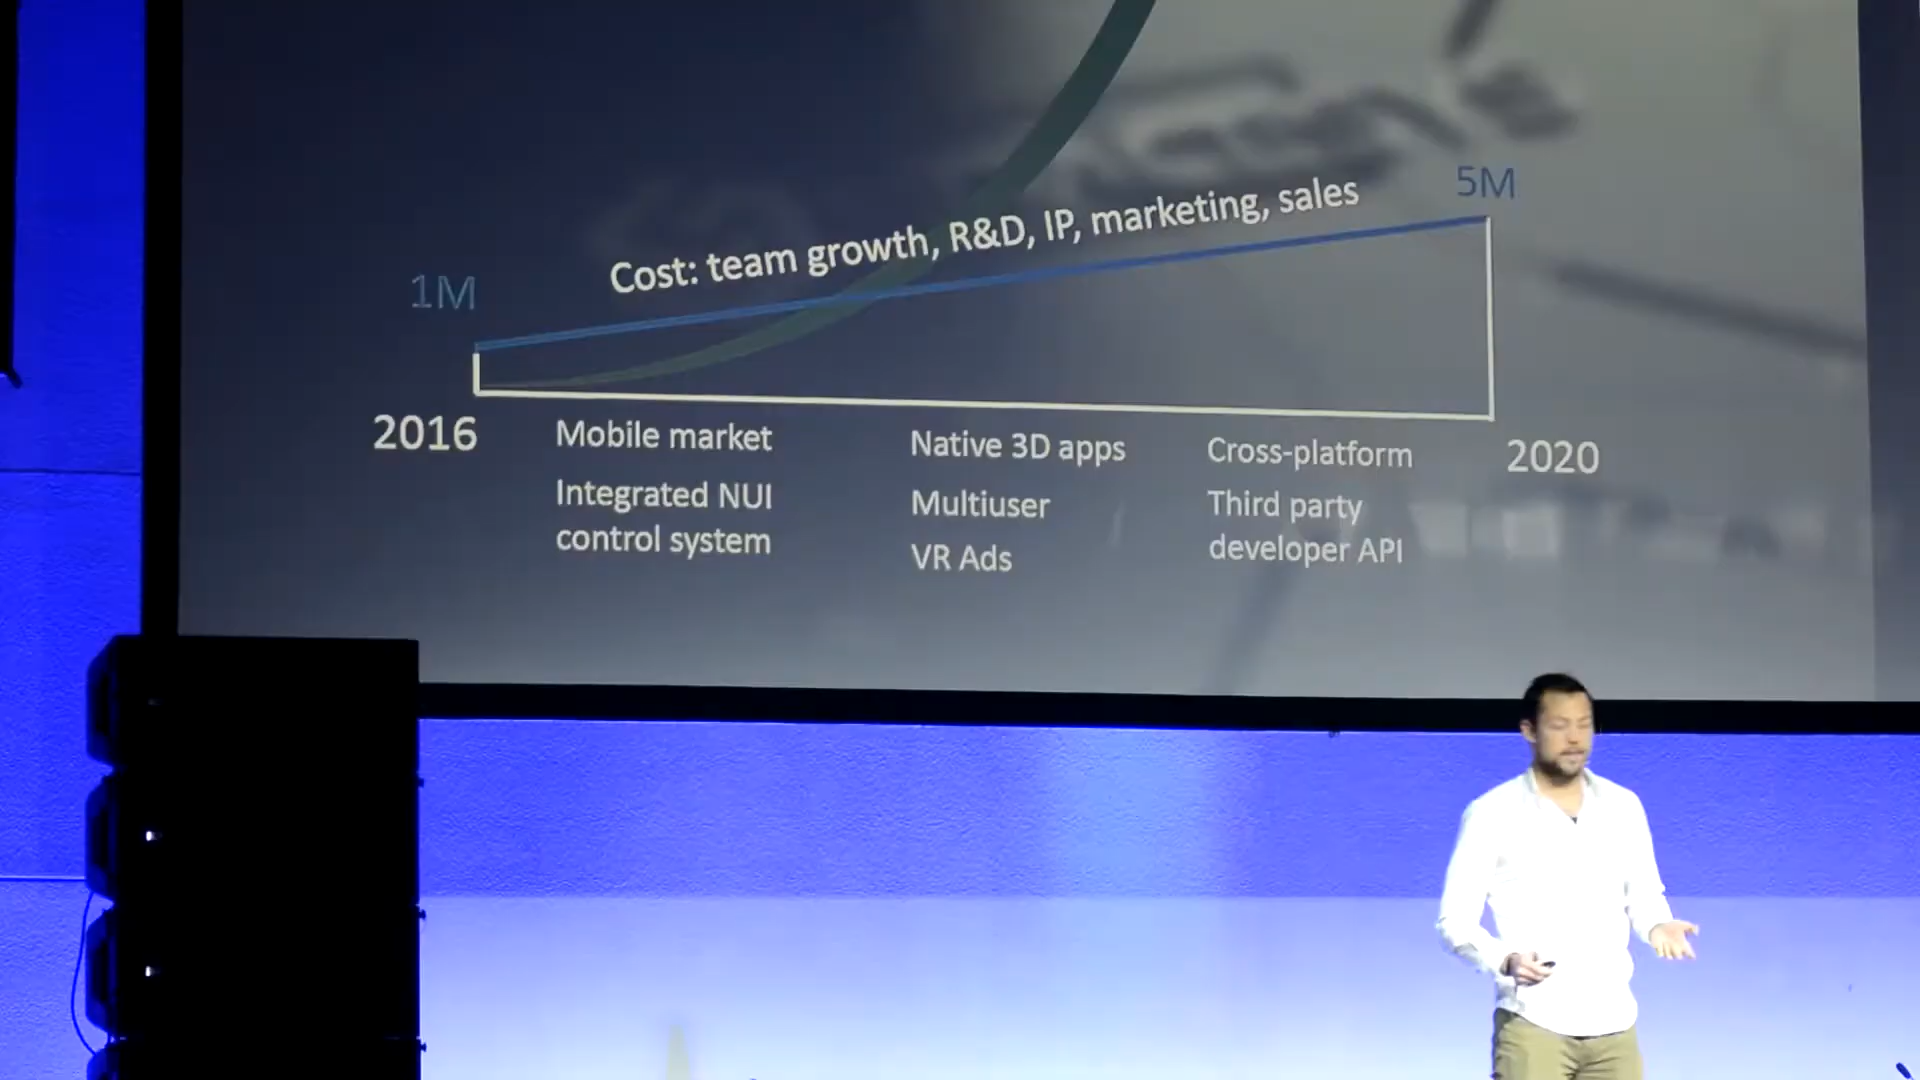 5M
Cost: team growth, R&D, IP, marketing, sales
1M
2016
Mobile market
Integrated NUI
control system
Native 3D apps
Multiuser
VR Ads
Cross-platform
Third party
developer API
2020